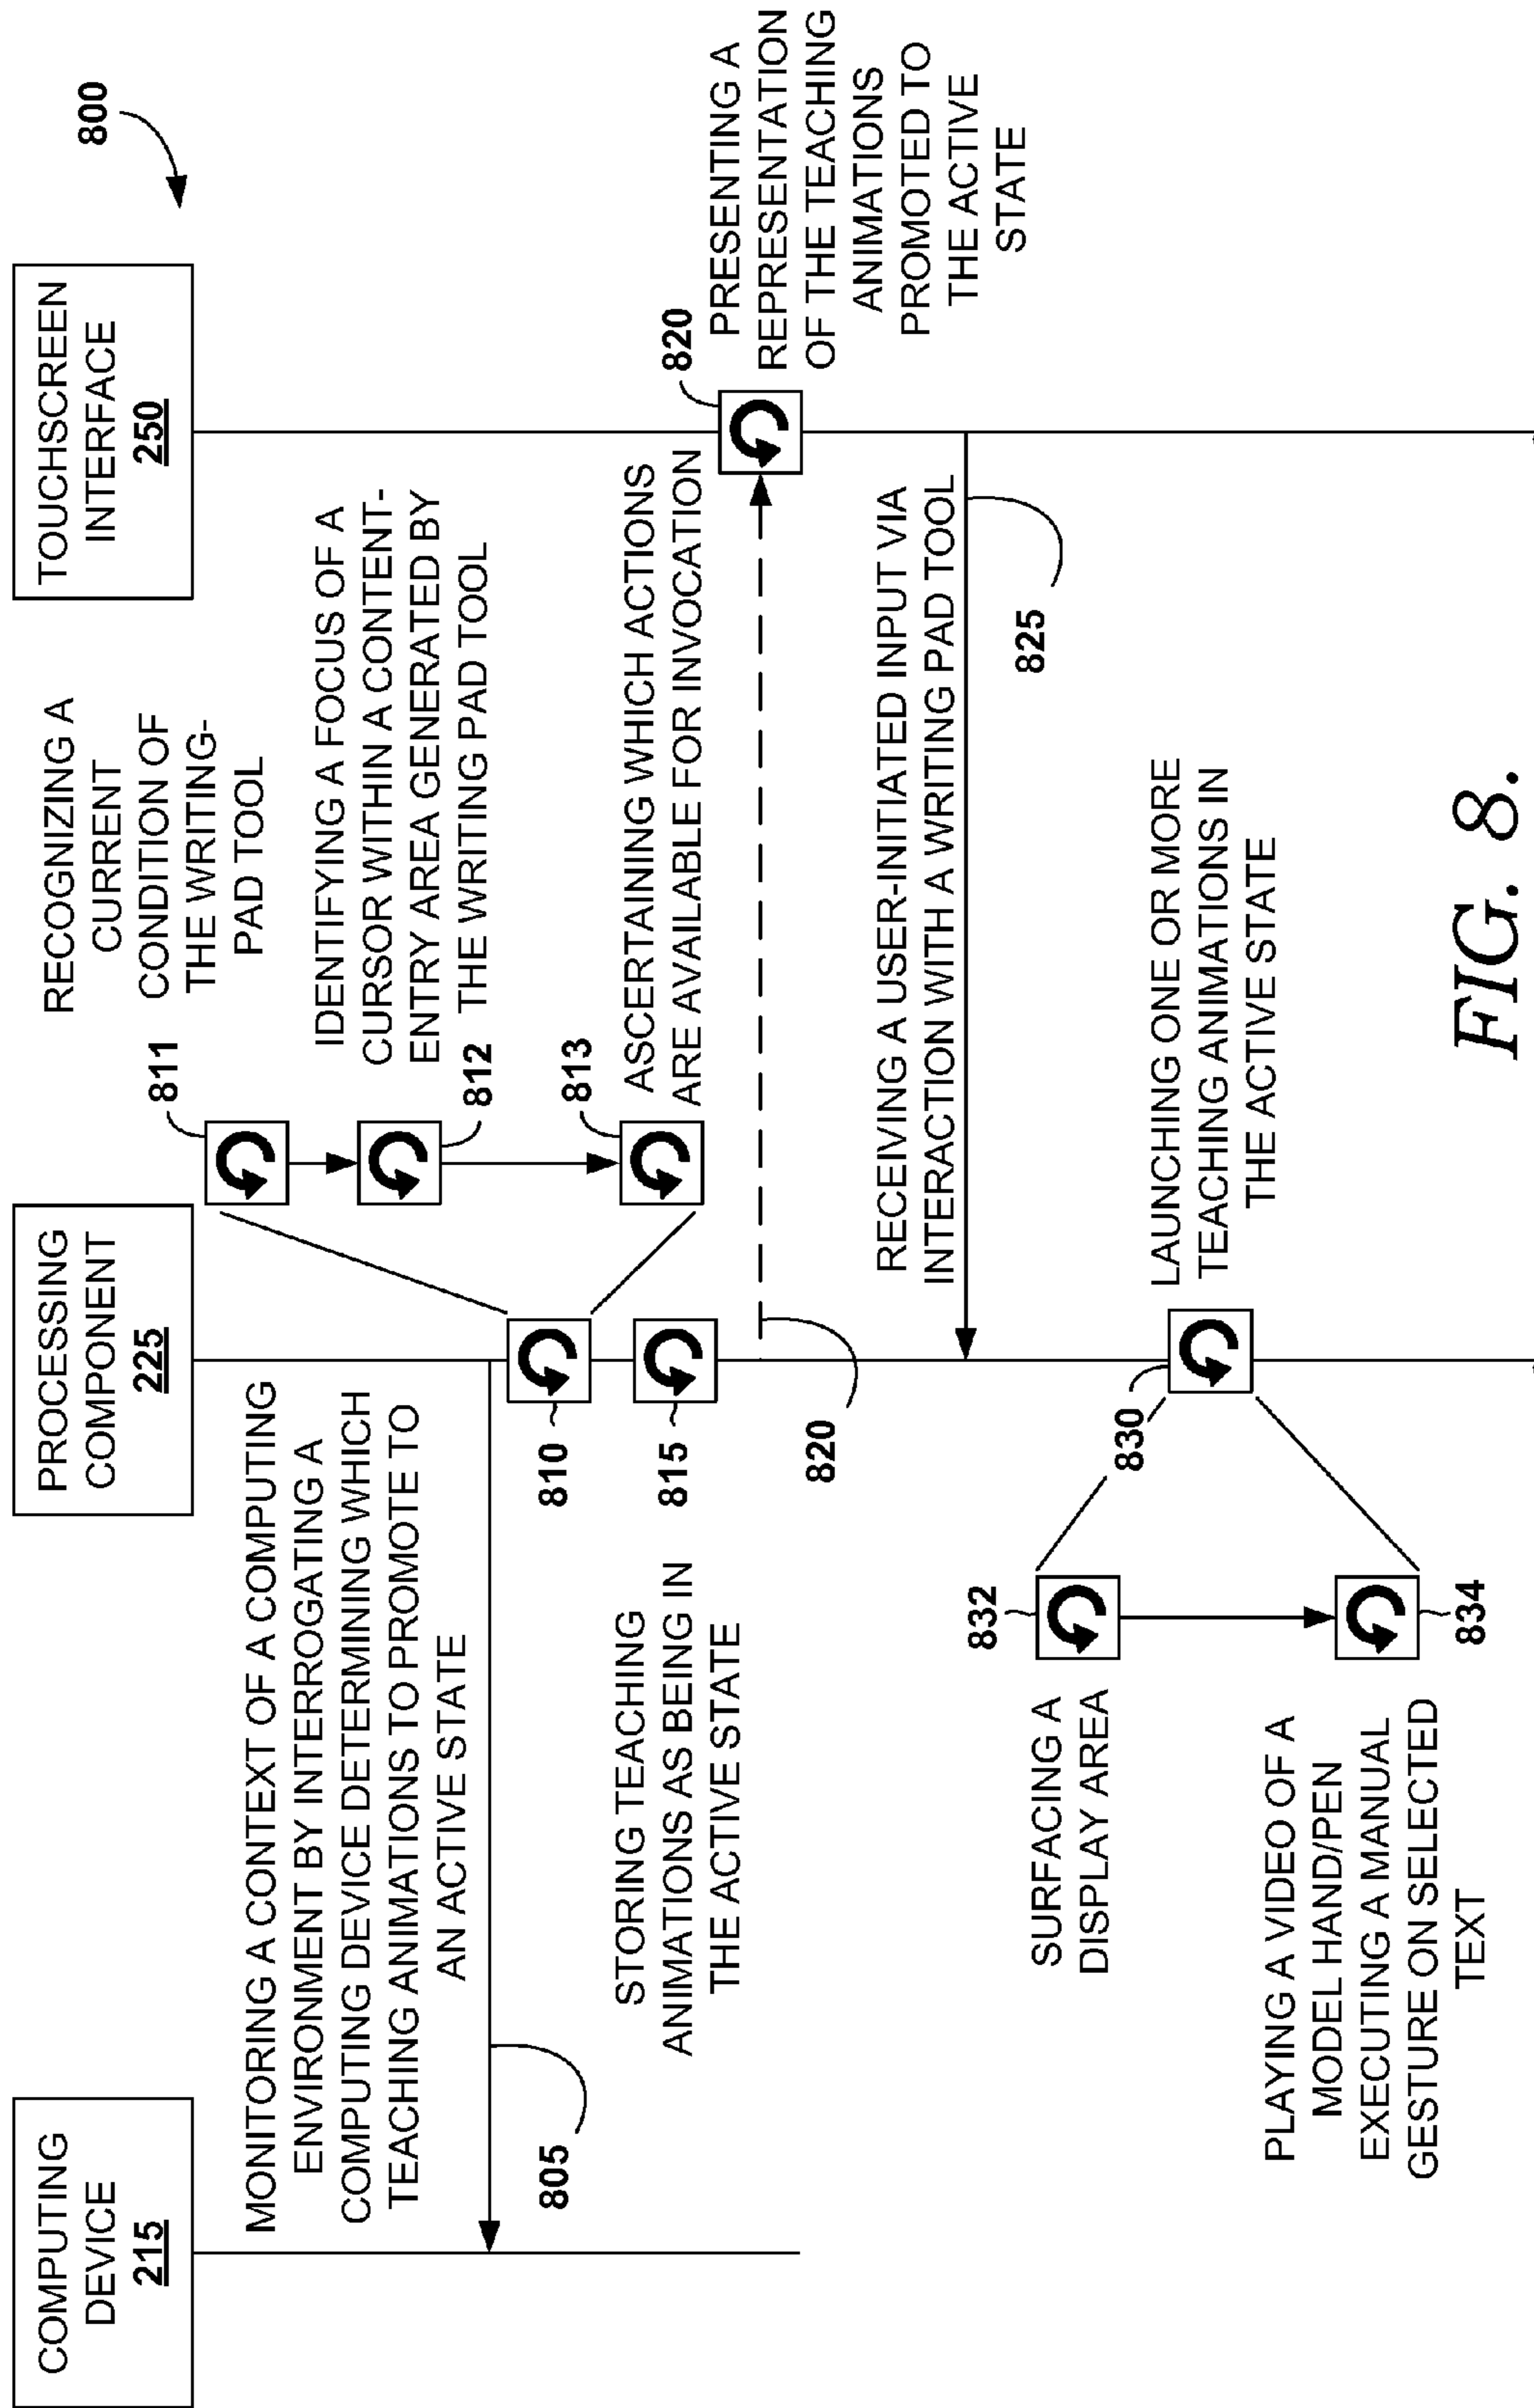 COMPUTING
DEVICE
215
PROCESSING
COMPONENT
225
TOUCHSCREEN
INTERFACE
250
800
MONITORING A CONTEXT OF A COMPUTING
ENVIRONMENT BY INTERROGATING A
COMPUTING DEVICE DETERMINING WHICH
TEACHING ANIMATIONS TO PROMOTE TO
AN ACTIVE STATE
805
811
RECOGNIZING A
CURRENT
CONDITION OF
THE WRITING-
PAD TOOL
812
IDENTIFYING A FOCUS OF A
CURSOR WITHIN A CONTENT-
ENTRY AREA GENERATED BY
THE WRITING PAD TOOL
813
ASCERTAINING WHICH ACTIONS
ARE AVAILABLE FOR INVOCATION
810
815
STORING TEACHING
ANIMATIONS AS BEING IN
THE ACTIVE STATE
820
820
PRESENTING A
REPRESENTATION
OF THE TEACHING
ANIMATIONS
PROMOTED TO
THE ACTIVE
STATE
RECEIVING A USER-INITIATED INPUT VIA
INTERACTION WITH A WRITING PAD TOOL
825
830
LAUNCHING ONE OR MORE
TEACHING ANIMATIONS IN
THE ACTIVE STATE
832
SURFACING A
DISPLAY AREA
834
PLAYING A VIDEO OF A
MODEL HAND/PEN
EXECUTING A MANUAL
GESTURE ON SELECTED
TEXT
FIG. 8.